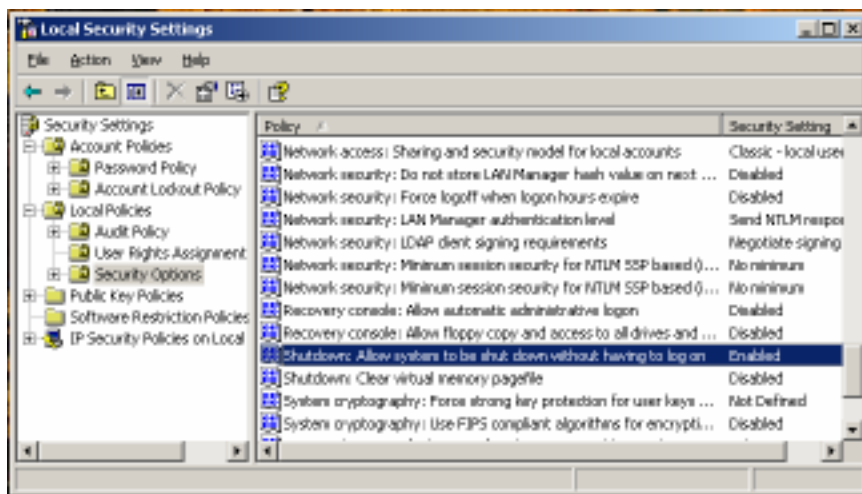 Local Security Settings
File Action View Help
Security Settings
Account Policies
Password Policy
Account Lockout Policy
Local Policies
Audit Policy
User Rights Assignment
Security Options
Public Key Policies
Software Restriction Policies
IP Security Policies on Local
Policy Security Setting
Network access: Sharing and security model for local accounts Classic - local user
Network security: Do not store LAN Manager hash value on next ... Disabled
Network security: Force logoff when logon hours expire Disabled
Network security: LAN Manager authentication level Send NTLM respon
Network security: LDAP client signing requirements Negotiate signing
Network security: Minimum session security for NTLM SSP based (i... No minimum
Network security: Minimum session security for NTLM SSP based (i... No minimum
Recovery console: Allow automatic administrative logon Disabled
Recovery console: Allow floppy copy and access to all drives and ... Disabled
Shutdown: Allow system to be shut down without having to log on Enabled
Shutdown: Clear virtual memory pagefile Disabled
System cryptography: Force strong key protection for user keys ... Not Defined
System cryptography: Use FIPS compliant algorithms for encrypti... Disabled